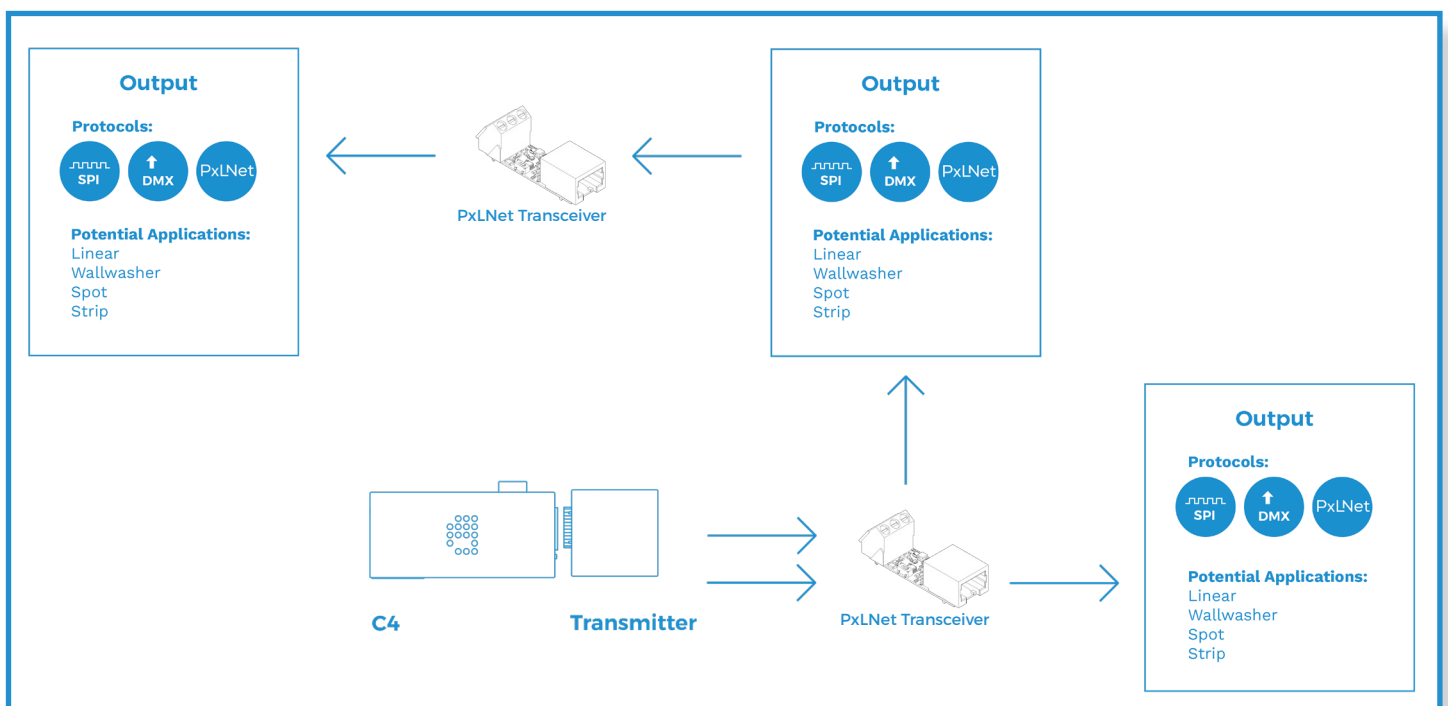 Output
Protocols:
SPI
DMX
PxLNet
Potential Applications:
Linear
Wallwasher
Spot
Strip
PxLNet Transceiver
Output
Protocols:
SPI
DMX
PxLNet
Potential Applications:
Linear
Wallwasher
Spot
Strip
C4
Transmitter
PxLNet Transceiver
Output
Protocols:
SPI
DMX
PxLNet
Potential Applications:
Linear
Wallwasher
Spot
Strip